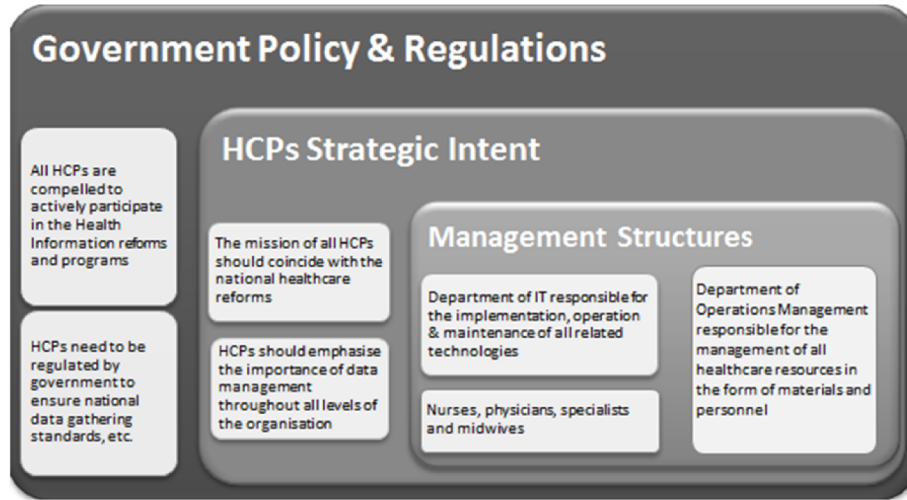 Government Policy & Regulations
All HCPs are
compelled to
actively participate
in the Health
Information reforms
and programs
HCPs need to be
regulated by
government to
ensure national
data gathering
standards, etc.
HCPs Strategic Intent
The mission of all HCPs
should coincide with the
national healthcare
reforms
HCPs should emphasise
the importance of data
management
throughout all levels of
the organisation
Management Structures
Department of IT responsible for
the implementation, operation
& maintenance of all related
technologies
Nurses, physicians, specialists
and midwives
Department of
Operations Management
responsible for the
management of all
healthcare resources in
the form of materials and
personnel